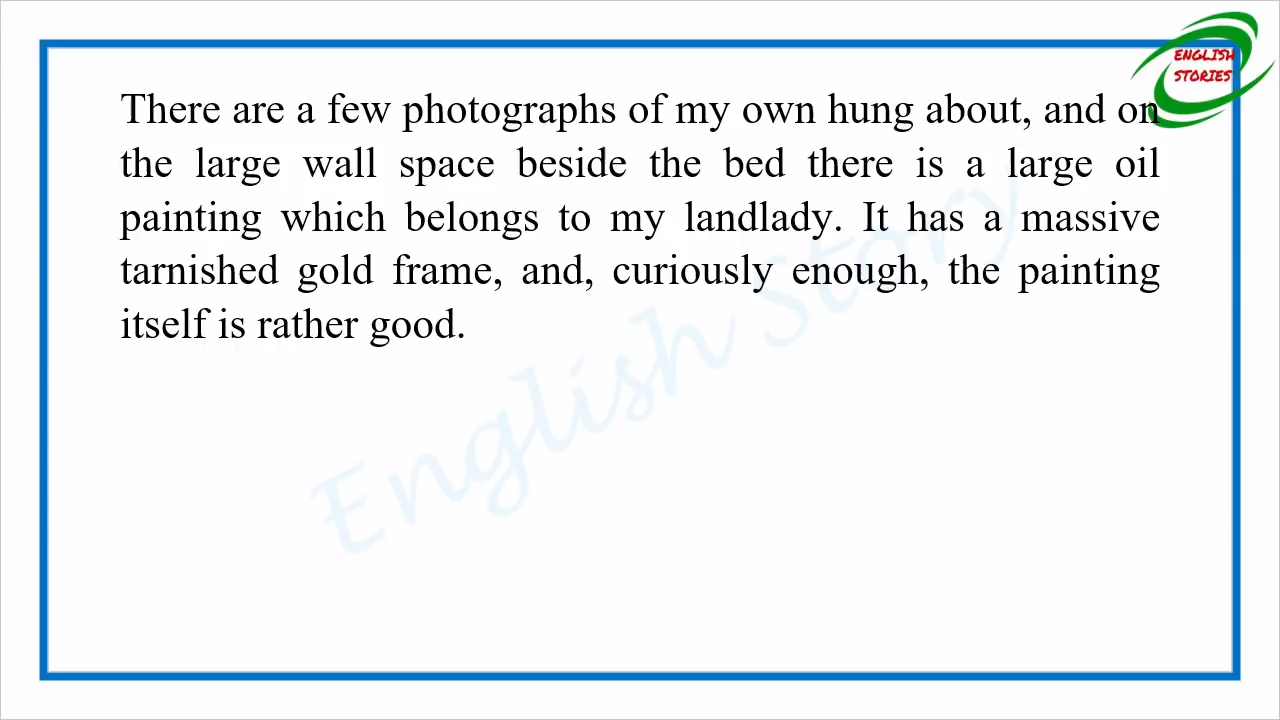 ENGLISH
STORIES
There are a few photographs of my own hung about, and on
the large wall space beside the bed there is a large oil
painting which belongs to my landlady. It has a massive
tarnished gold frame, and, curiously enough, the painting
itself is rather good.
English Story